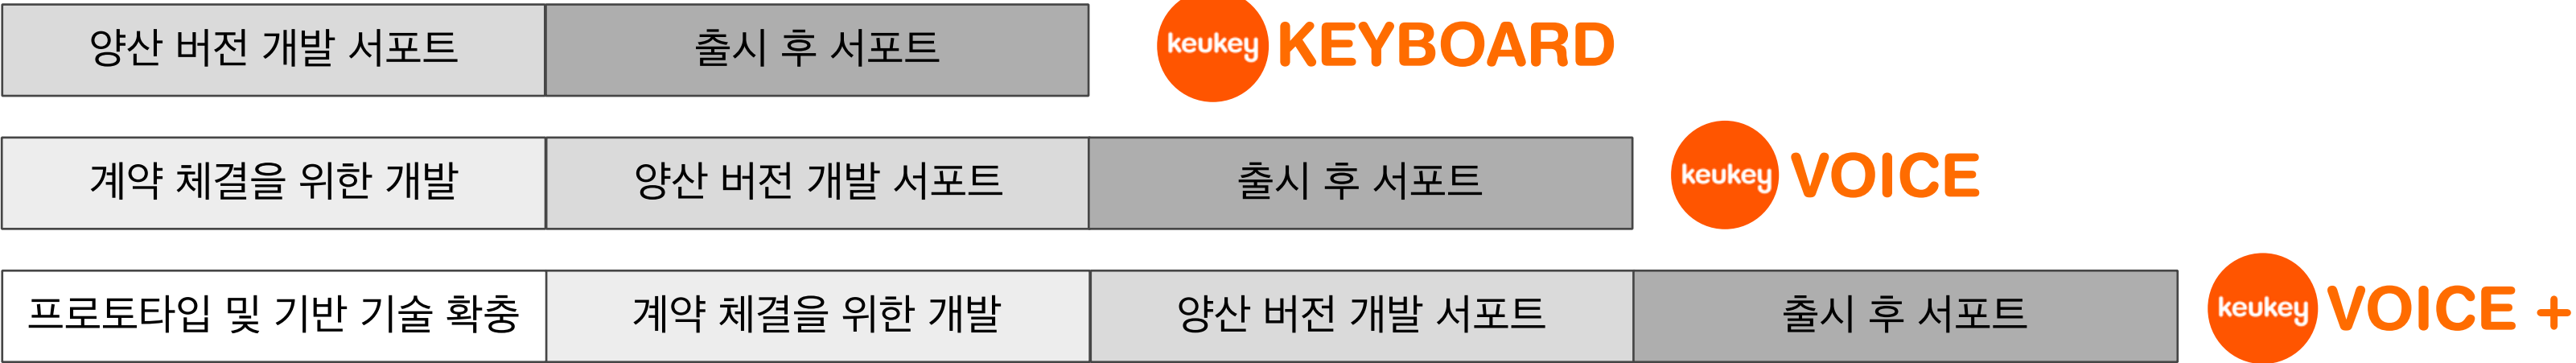 양산 버전 개발 서포트 출시 후 서포트 keukey KEYBOARD
계약 체결을 위한 개발 양산 버전 개발 서포트 출시 후 서포트 keukey VOICE
프로토타입 및 기반 기술 확충 계약 체결을 위한 개발 양산 버전 개발 서포트 출시 후 서포트 keukey VOICE +